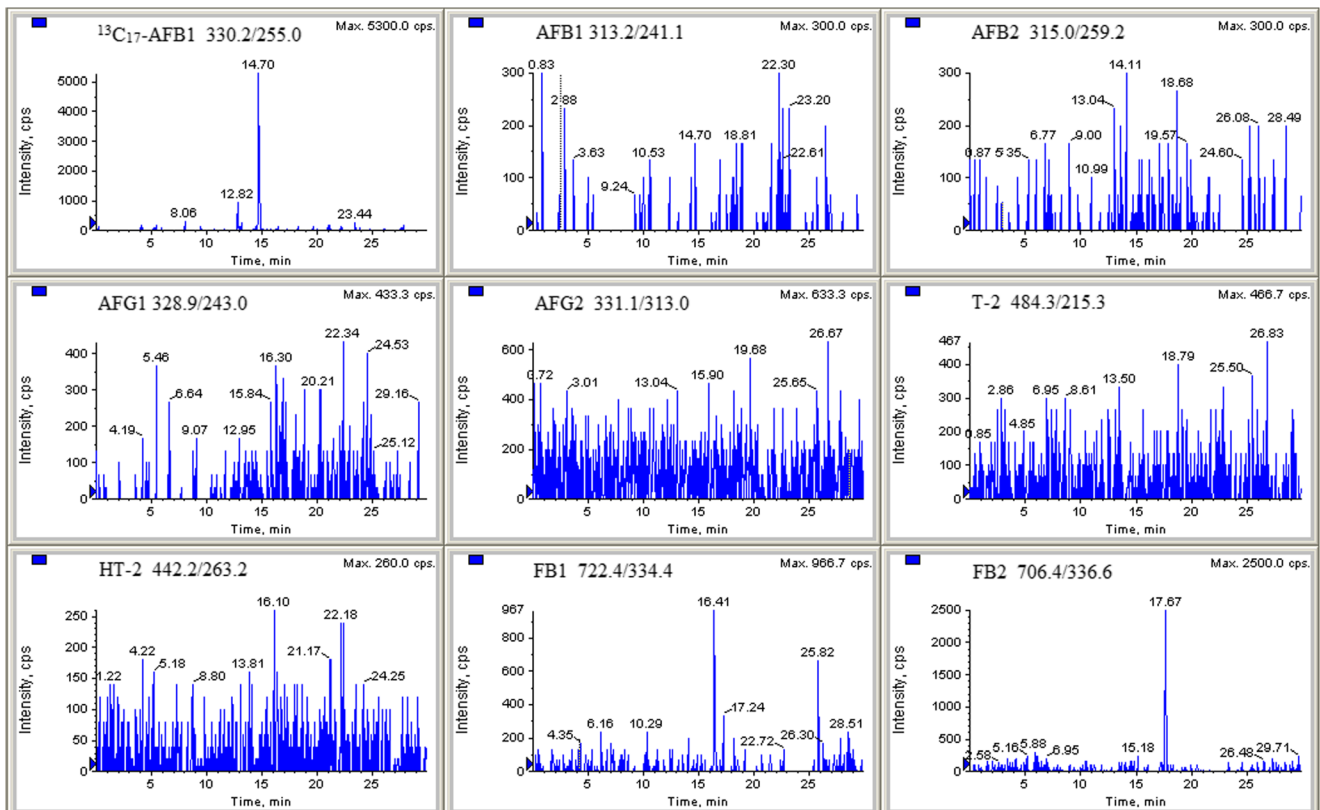 ¹³C₁₇-AFB1 330.2/255.0
Max. 5300.0 cps.
Intensity, cps
5000
4000
3000
2000
1000
0
14.70
12.82
8.06
23.44
5 10 15 20 25
Time, min
AFB1 313.2/241.1
Max. 300.0 cps.
Intensity, cps
300
200
100
0
0.83
22.30
2.88
23.20
3.63
10.53
14.70
18.81
22.61
9.24
5 10 15 20 25
Time, min
AFB2 315.0/259.2
Max. 300.0 cps.
Intensity, cps
300
200
100
0
14.11
18.68
13.04
26.08
28.49
6.77
9.00
19.57
24.60
0.87
5.35
10.99
5 10 15 20 25
Time, min
AFG1 328.9/243.0
Max. 433.3 cps.
Intensity, cps
400
300
200
100
0
22.34
24.53
5.46
16.30
6.64
15.84
20.21
29.16
4.19
9.07
12.95
25.12
5 10 15 20 25
Time, min
AFG2 331.1/313.0
Max. 633.3 cps.
Intensity, cps
600
400
200
0
26.67
19.68
0.72
3.01
13.04
15.90
25.65
5 10 15 20 25
Time, min
T-2 484.3/215.3
Max. 466.7 cps.
Intensity, cps
467
400
300
200
100
0
26.83
18.79
25.50
2.86
6.95
8.61
13.50
4.85
0.85
5 10 15 20 25
Time, min
HT-2 442.2/263.2
Max. 260.0 cps.
Intensity, cps
250
200
150
100
50
0
16.10
22.18
4.22
5.18
13.81
21.17
1.22
8.80
24.25
5 10 15 20 25
Time, min
FB1 722.4/334.4
Max. 966.7 cps.
Intensity, cps
967
800
600
400
200
0
16.41
25.82
17.24
4.35
6.16
10.29
22.72
26.30
28.51
5 10 15 20 25
Time, min
FB2 706.4/336.6
Max. 2500.0 cps.
Intensity, cps
2500
2000
1500
1000
500
0
17.67
5.16
5.88
6.95
15.18
26.48
29.71
5 10 15 20 25
Time, min